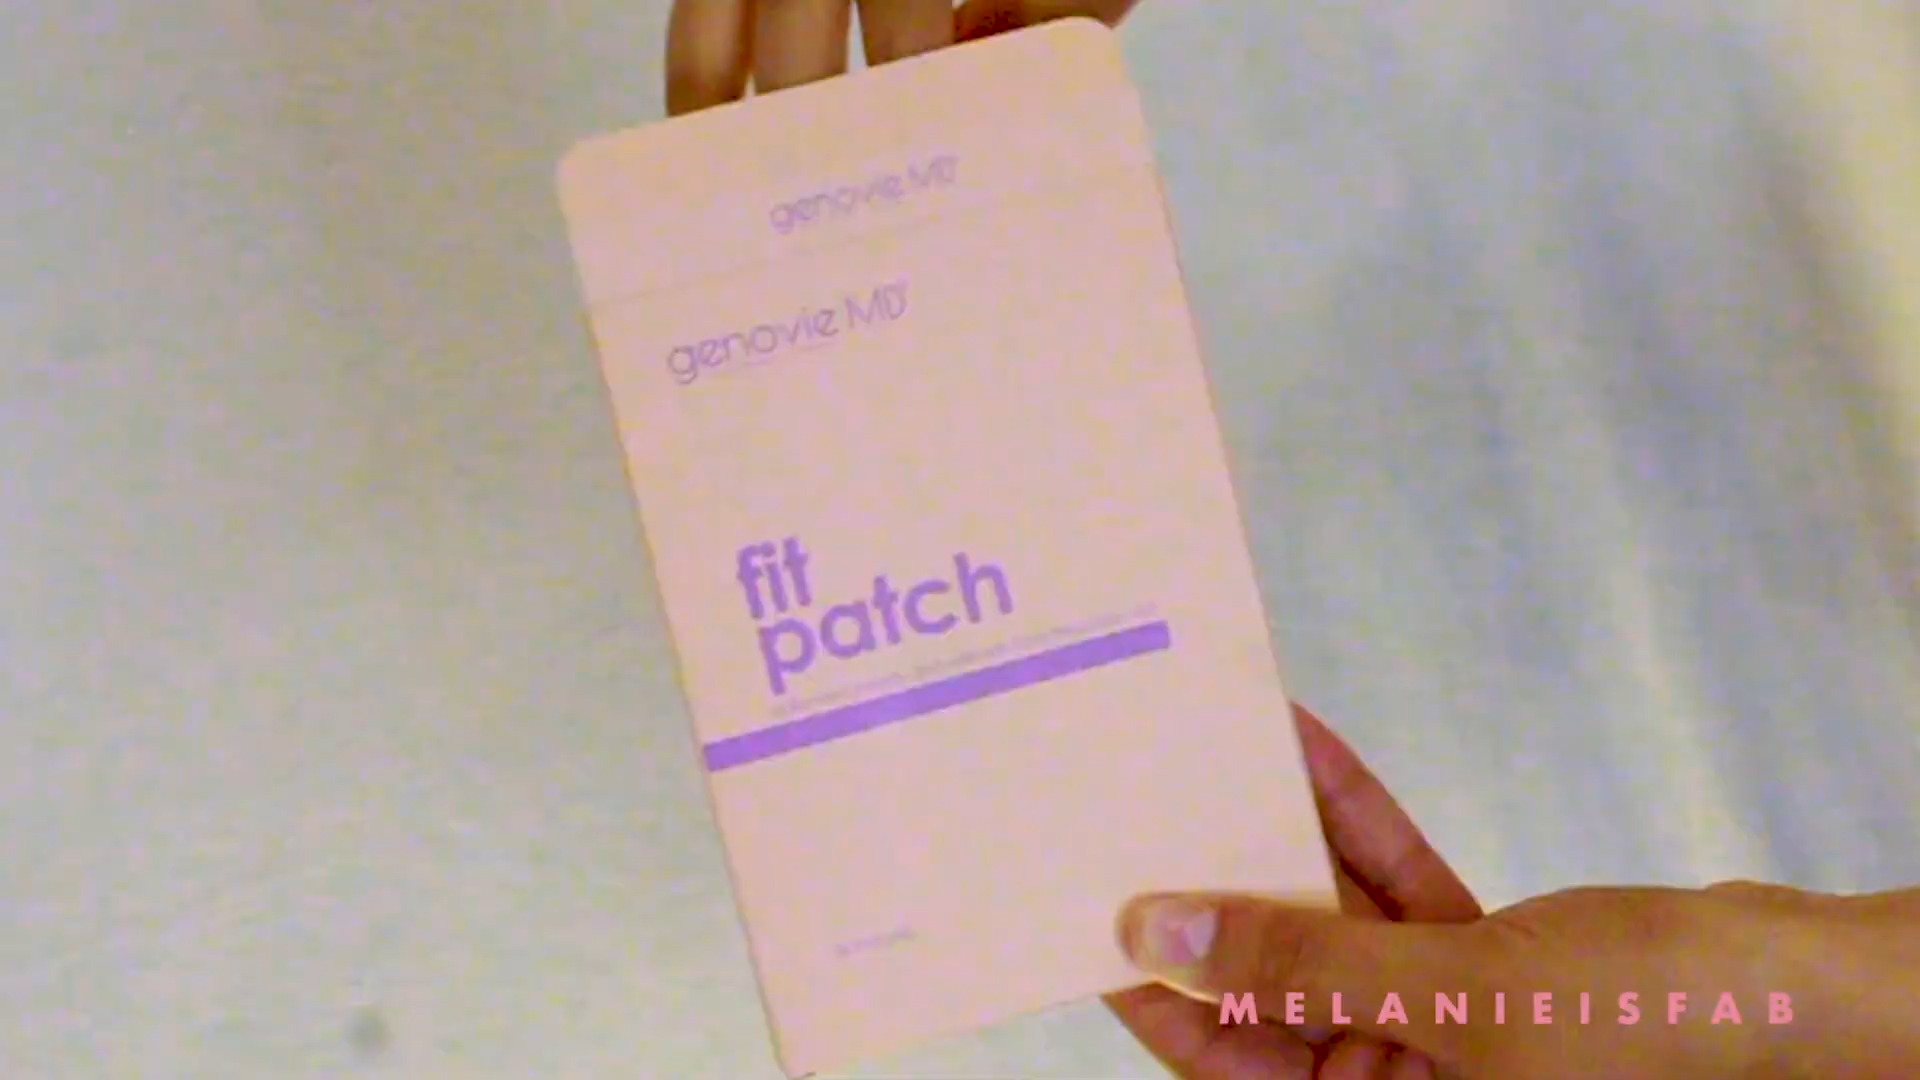 genovie MD
genovie MD
fit
patch
MELANIEISFAB